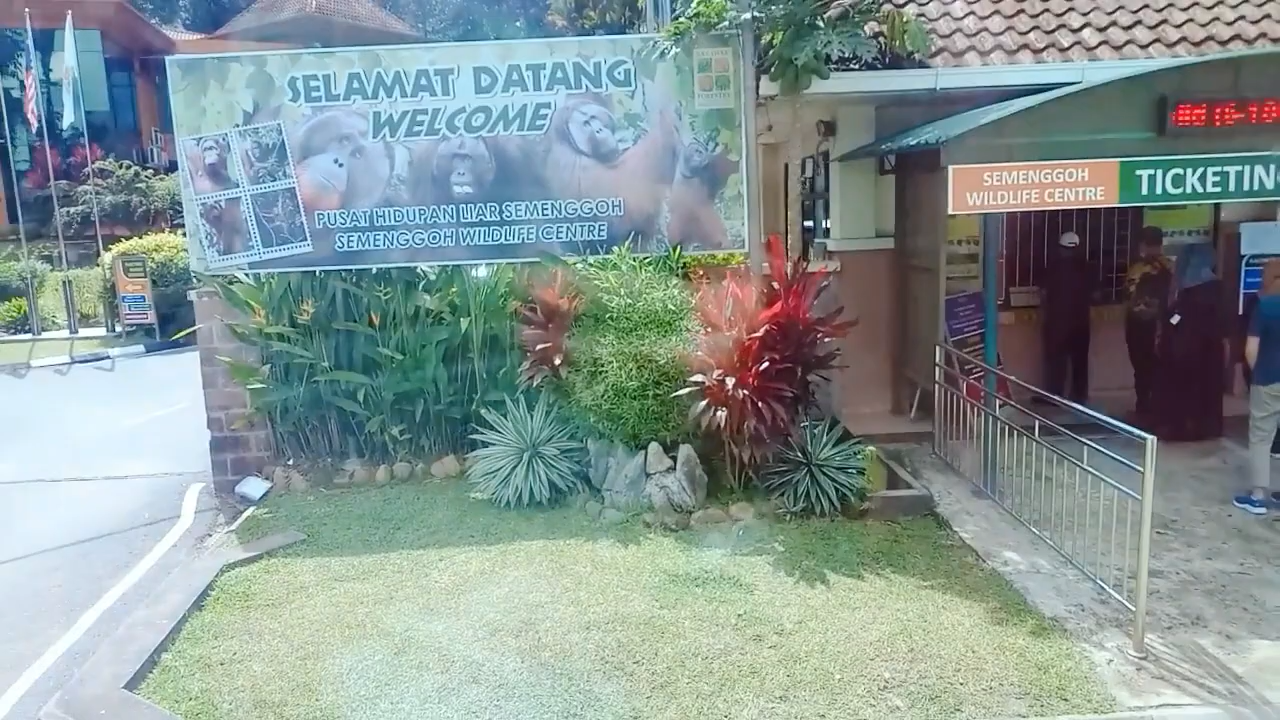 SELAMAT DATANG
WELCOME
PUSAT HIDUPAN LIAR SEMENGGOH
SEMENGGOH WILDLIFE CENTRE
SEMENGGOH
WILDLIFE CENTRE
TICKETIN